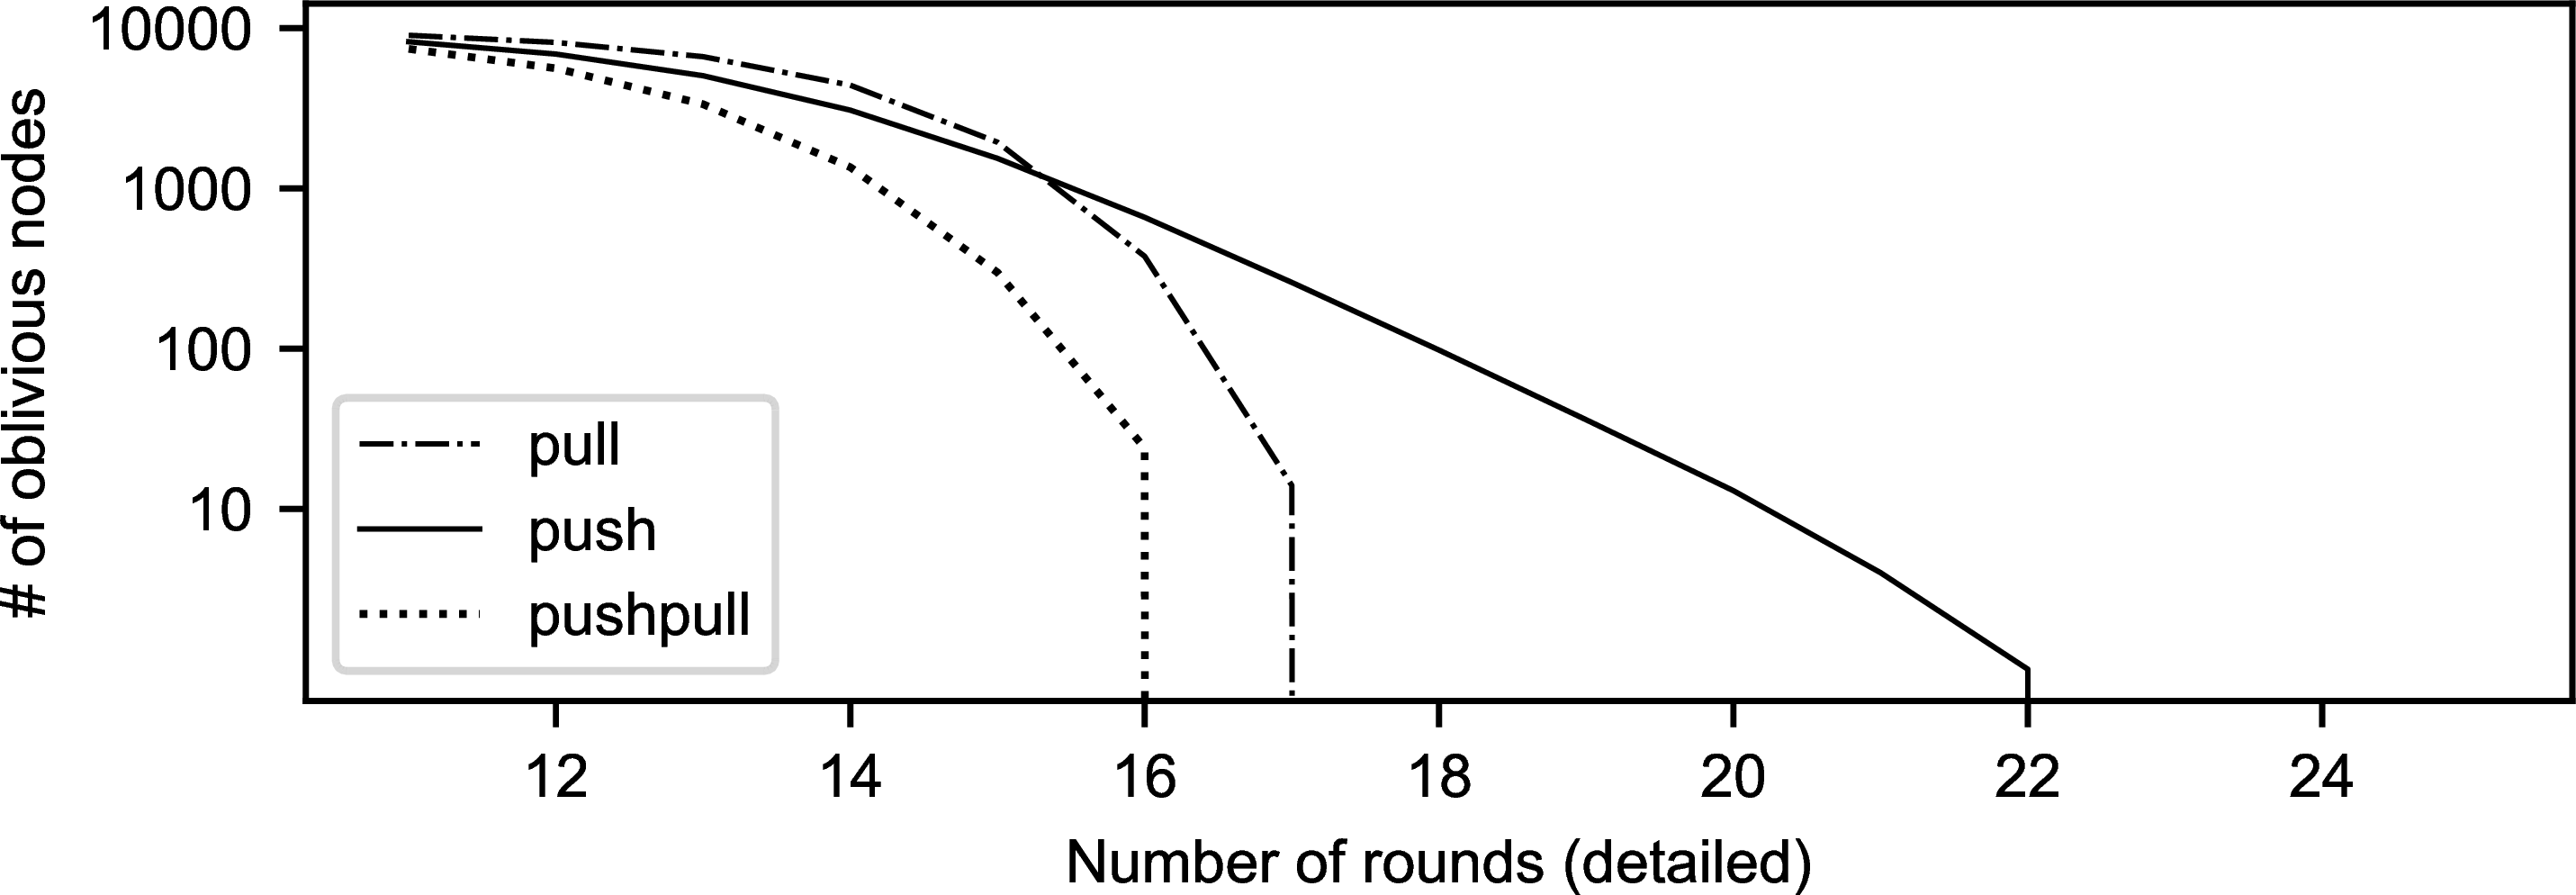 10000
1000
100
10
# of oblivious nodes
pull
push
pushpull
12 14 16 18 20 22 24
Number of rounds (detailed)